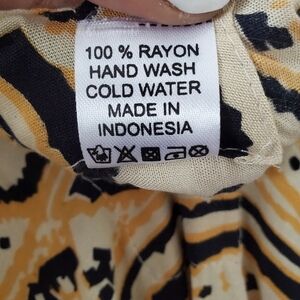 100 % RAYON
HAND WASH
COLD WATER
MADE IN
INDONESIA